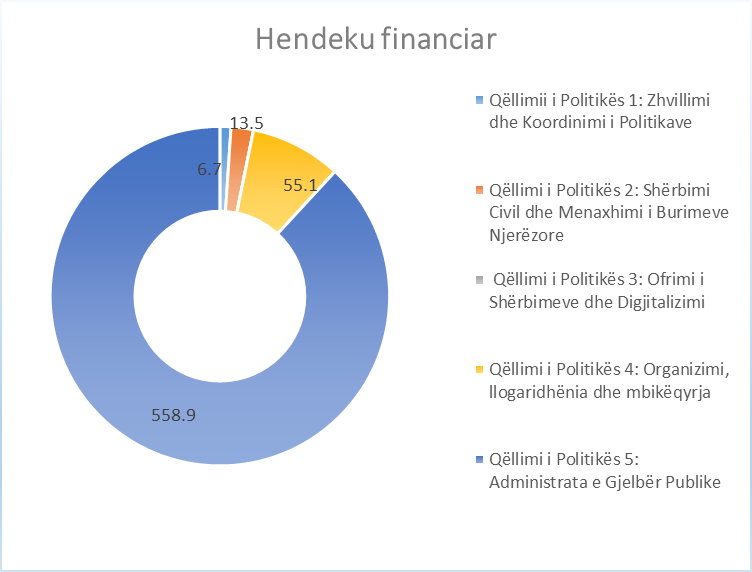 Hendeku financiar
13.5
6.7
55.1
558.9
Qëllimii i Politikës 1: Zhvillimi
dhe Koordinimi i Politikave
Qëllimi i Politikës 2: Shërbimi
Civil dhe Menaxhimi i Burimeve
Njerëzore
Qëllimi i Politikës 3: Ofrimi i
Shërbimeve dhe Digjitalizimi
Qëllimi i Politikës 4: Organizimi,
llogaridhënia dhe mbikëqyrja
Qëllimi i Politikës 5:
Administrata e Gjelbër Publike